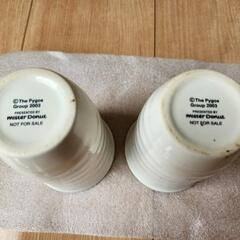 ©The Pygos
Group 2003
PRESENTED BY
mister Donut
NOT FOR SALE
©The Pygos
Group 2003
PRESENTED BY
mister Donut
NOT FOR SALE